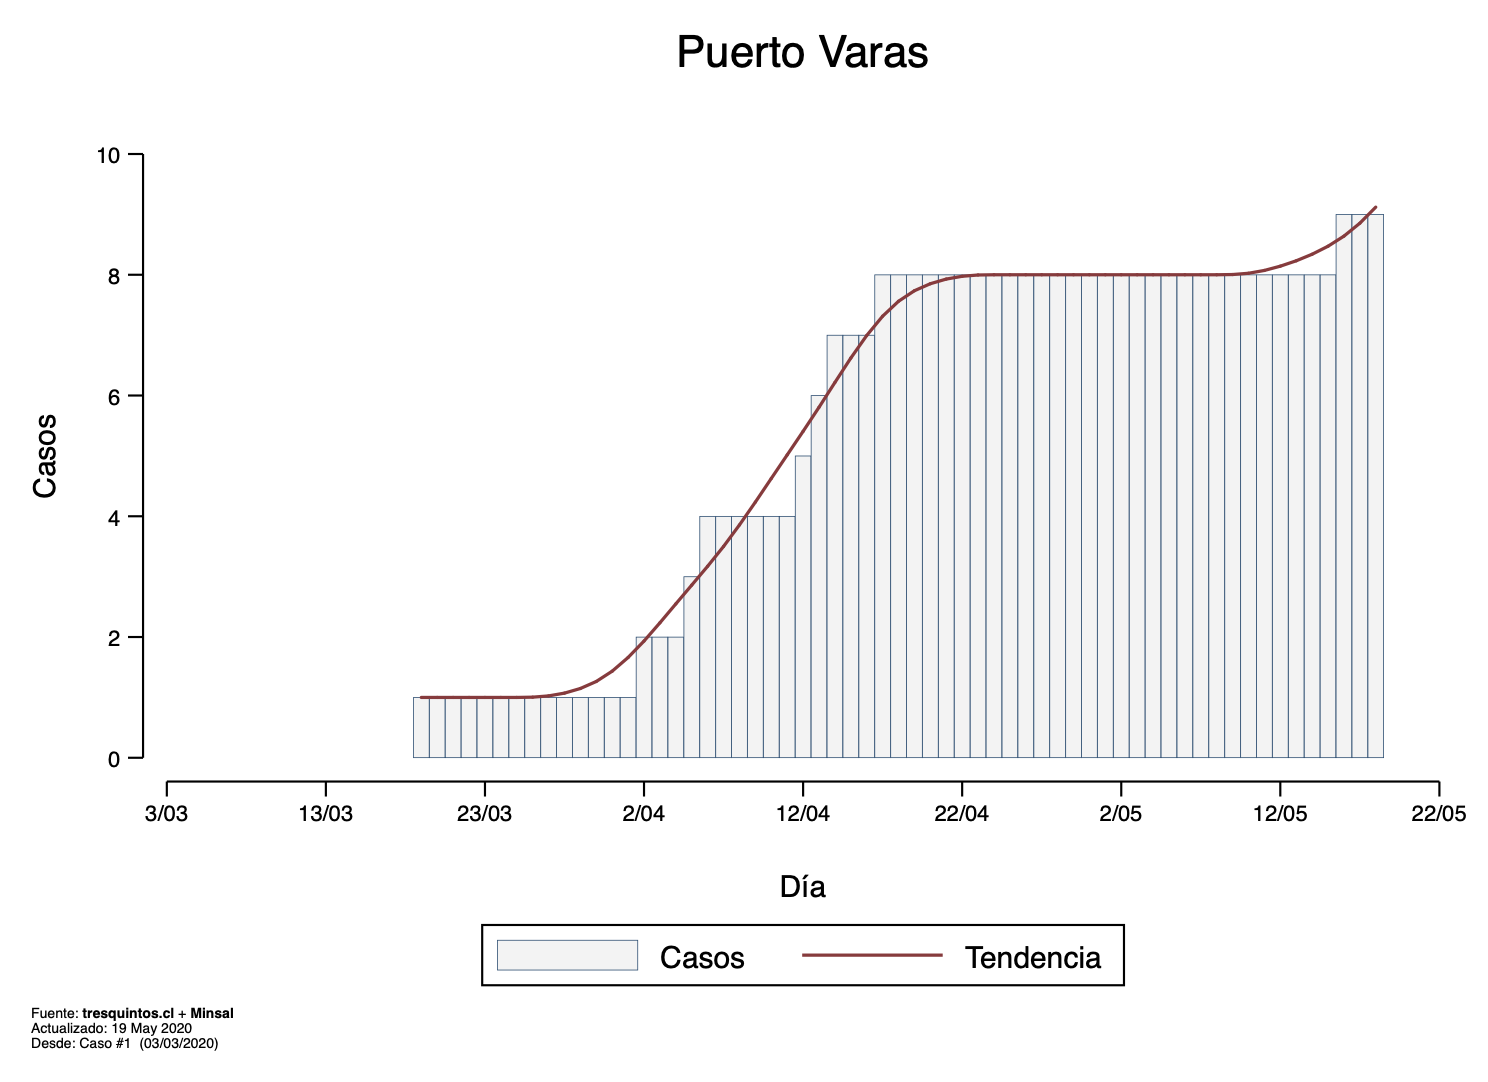 Puerto Varas
Casos
10
8
6
4
2
0
3/03 13/03 23/03 2/04 12/04 22/04 2/05 12/05 22/05
Día
Casos Tendencia
Fuente: tresquintos.cl + Minsal
Actualizado: 19 May 2020
Desde: Caso #1 (03/03/2020)